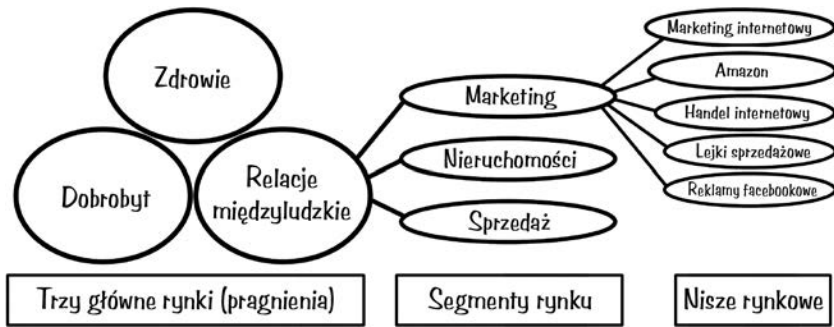 Zdrowie
Dobrobyt
Relacje
międzyludzkie
Marketing
Nieruchomości
Sprzedaż
Marketing internetowy
Amazon
Handel internetowy
Lejki sprzedażowe
Reklamy facebookowe
Trzy główne rynki (pragnienia)
Segmenty rynku
Nisze rynkowe